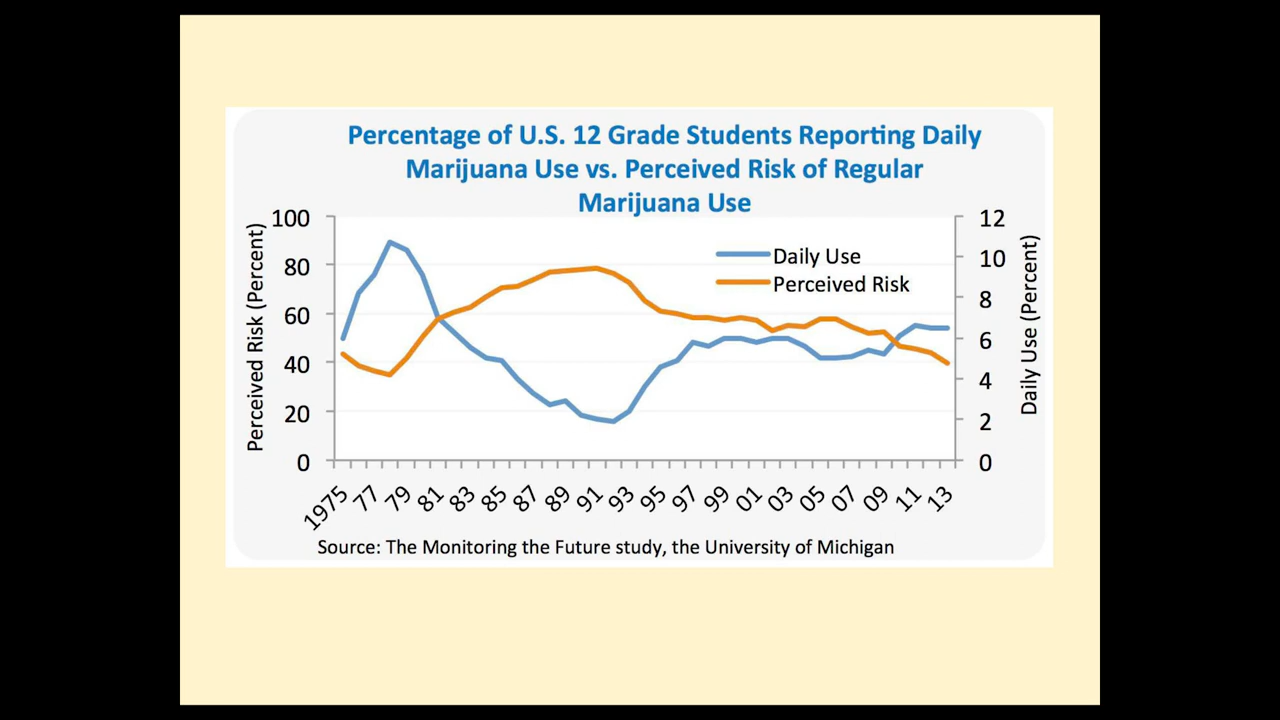 Percentage of U.S. 12 Grade Students Reporting Daily
Marijuana Use vs. Perceived Risk of Regular
Marijuana Use
Perceived Risk (Percent)
100
80
60
40
20
0
Daily Use
Perceived Risk
12
10
8
6
4
2
0
Daily Use (Percent)
1975 77 79 81 83 85 87 89 91 93 95 97 99 01 03 05 07 09 11 13
Source: The Monitoring the Future study, the University of Michigan